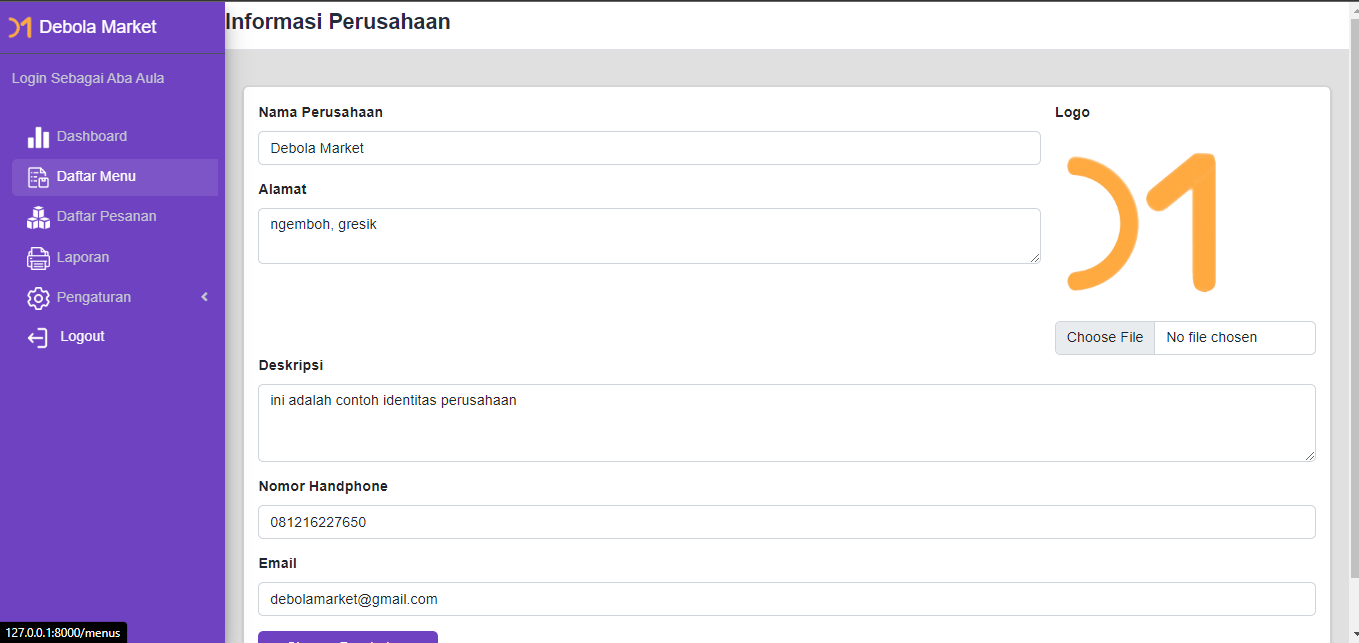 Debola Market
Informasi Perusahaan
Login Sebagai Aba Aula
Dashboard
Daftar Menu
Daftar Pesanan
Laporan
Pengaturan
Logout
Nama Perusahaan
Debola Market
Alamat
ngemboh, gresik
Logo
Choose File No file chosen
Deskripsi
ini adalah contoh identitas perusahaan
Nomor Handphone
081216227650
Email
debolamarket@gmail.com
127.0.0.1:8000/menus